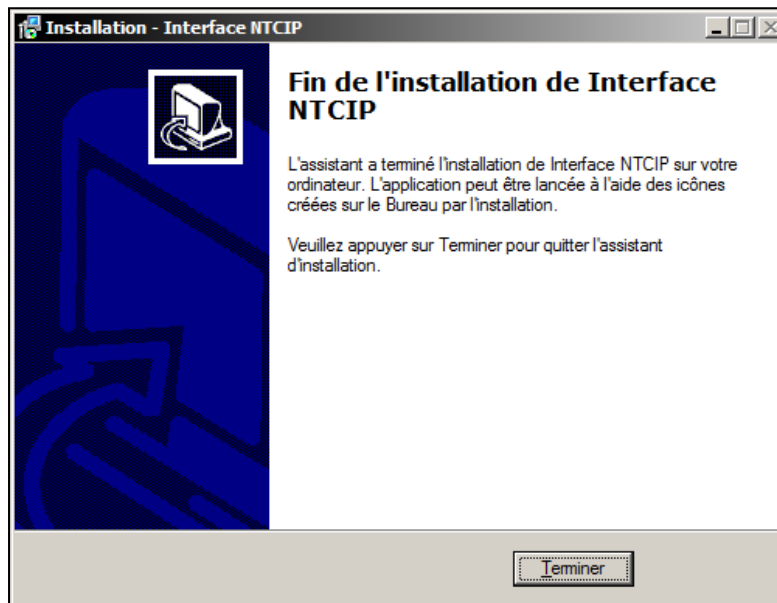 Installation - Interface NTCIP
Fin de l'installation de Interface
NTCIP
L'assistant a terminé l'installation de Interface NTCIP sur votre
ordinateur. L'application peut être lancée à l'aide des icônes
créées sur le Bureau par l'installation.
Veuillez appuyer sur Terminer pour quitter l'assistant
d'installation.
Terminer